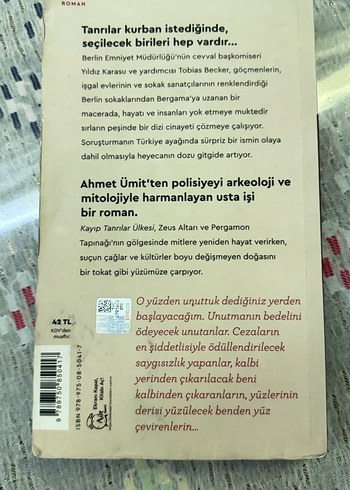 ROMAN
Tanrılar kurban istediğinde,
seçilecek birileri hep vardır...
Berlin Emniyet Müdürlüğü'nün cevval başkomiseri
Yıldız Karasu ve yardımcısı Tobias Becker, göçmenlerin,
işgal evlerinin ve sokak sanatçılarının renklendirdiği
Berlin sokaklarından Bergama'ya uzanan bir
macerada, hayatı ve insanları yok etmeye muktedir
sırların peşinde bir dizi cinayeti çözmeye çalışıyor.
Soruşturmanın Türkiye ayağında sürpriz bir ismin olaya
dahil olmasıyla heyecanın dozu gitgide artıyor.
Ahmet Ümit'ten polisiyeyi arkeoloji ve
mitolojiyle harmanlayan usta işi
bir roman.
Kayıp Tanrılar Ülkesi, Zeus Altarı ve Pergamon
Tapınağı'nın gölgesinde mitlere yeniden hayat verirken,
suçun çağlar ve kültürler boyu değişmeyen doğasını
bir tokat gibi yüzümüze çarpıyor.
O yüzden unuttuk dediğiniz yerden
başlayacağım. Unutmanın bedelini
ödeyecek unutanlar. Cezaların
en şiddetlisiyle ödüllendirilecek
saygısızlık yapanlar, kalbi
yerinden çıkarılacak beni
kalbinden çıkaranların, yüzlerinin
derisi yüzülecek benden yüz
çevirenlerin...
42 TL
KDV'den
muaftır.
9789750850417
ISBN 978-975-08-5041-7
Ekranı Kapat,
Kitabı Aç!